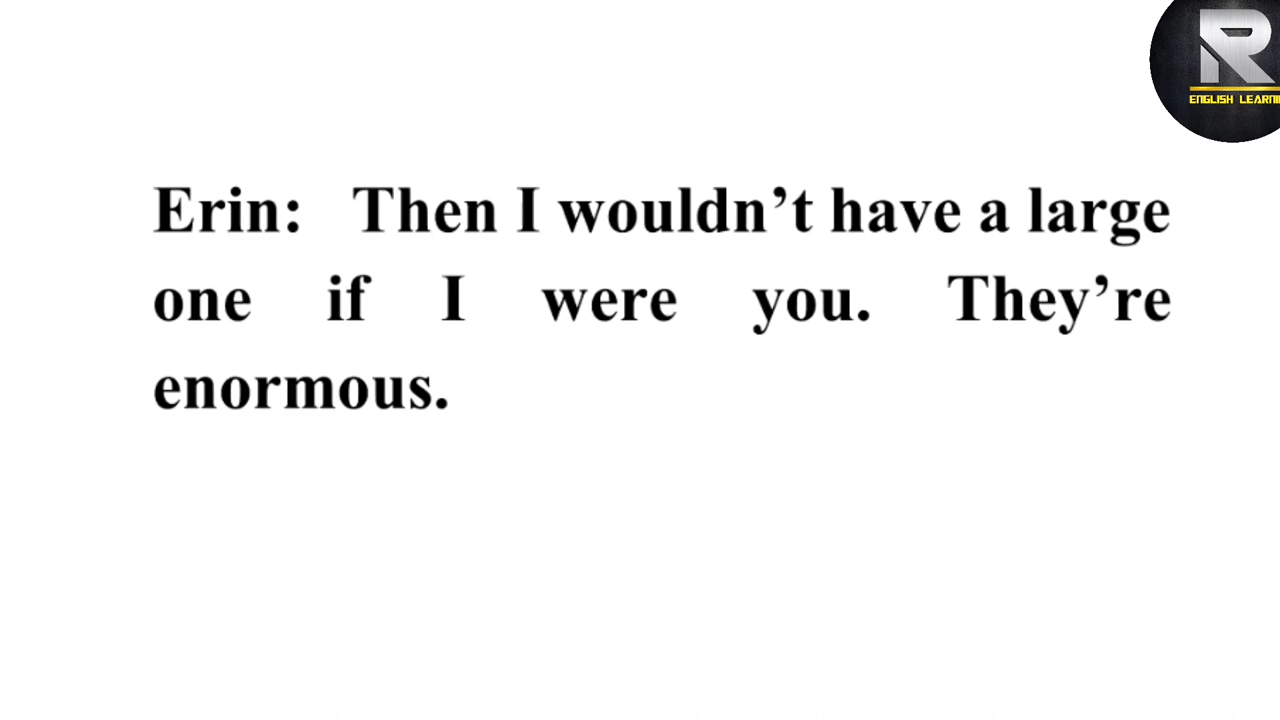 R
ENGLISH LEARNI
Erin: Then I wouldn’t have a large
one if I were you. They’re
enormous.